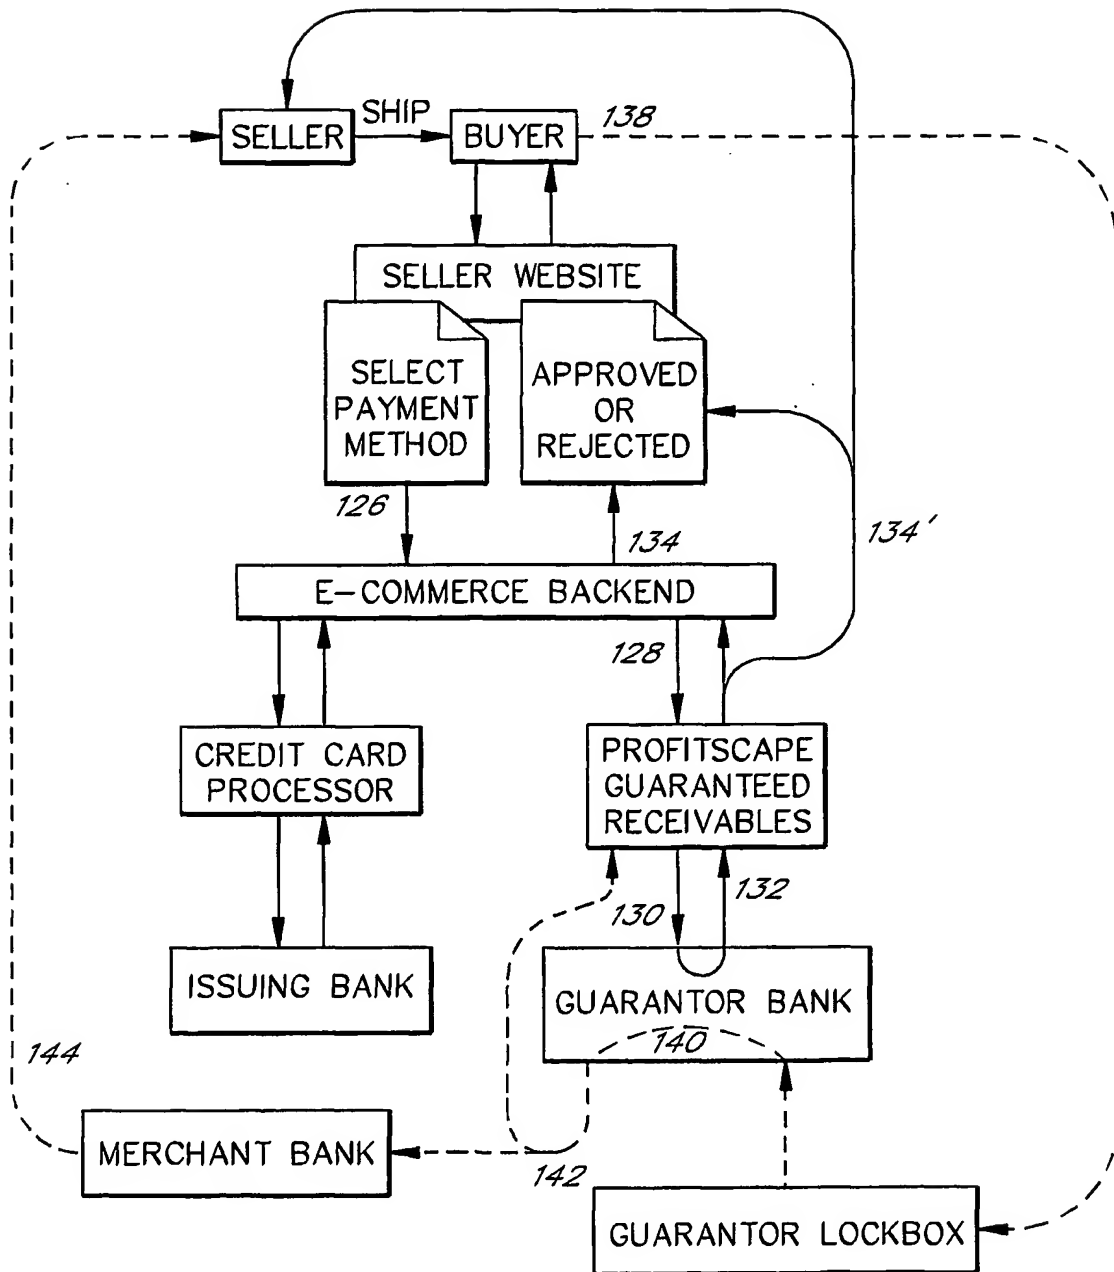 SHIP
138
SELLER
BUYER
SELLER WEBSITE
SELECT
PAYMENT
METHOD
APPROVED
OR
REJECTED
126
134
134'
E-COMMERCE BACKEND
128
CREDIT CARD
PROCESSOR
PROFITSCAPE
GUARANTEED
RECEIVABLES
130
132
ISSUING BANK
GUARANTOR BANK
140
144
MERCHANT BANK
142
GUARANTOR LOCKBOX